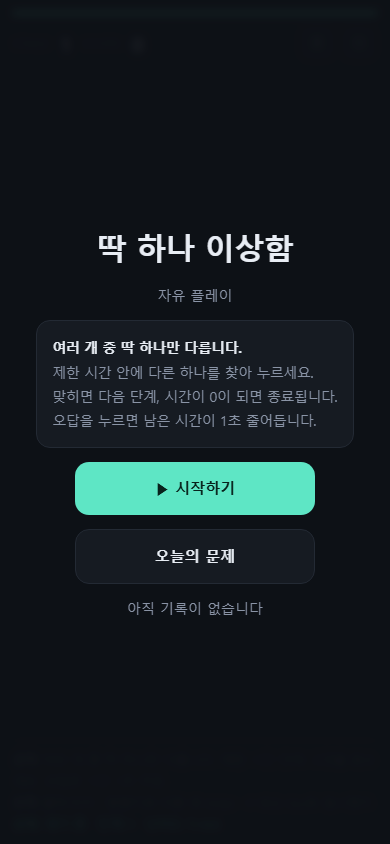 딱 하나 이상함
자유 플레이
여러 개 중 딱 하나만 다릅니다.
제한 시간 안에 다른 하나를 찾아 누르세요.
맞히면 다음 단계, 시간이 0이 되면 종료됩니다.
오답을 누르면 남은 시간이 1초 줄어듭니다.
▶ 시작하기
오늘의 문제
아직 기록이 없습니다